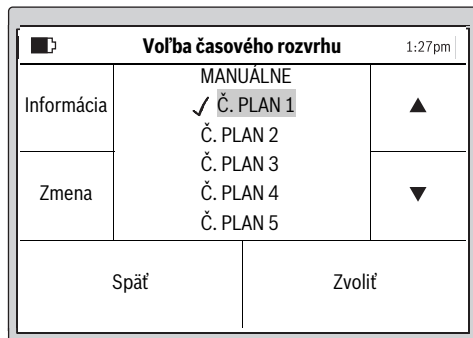 Voľba časového rozvrhu 1:27pm
MANUÁLNE
Informácia
✓ Č. PLAN 1
▲
Č. PLAN 2
Č. PLAN 3
Zmena
Č. PLAN 4
▼
Č. PLAN 5
Späť
Zvoliť